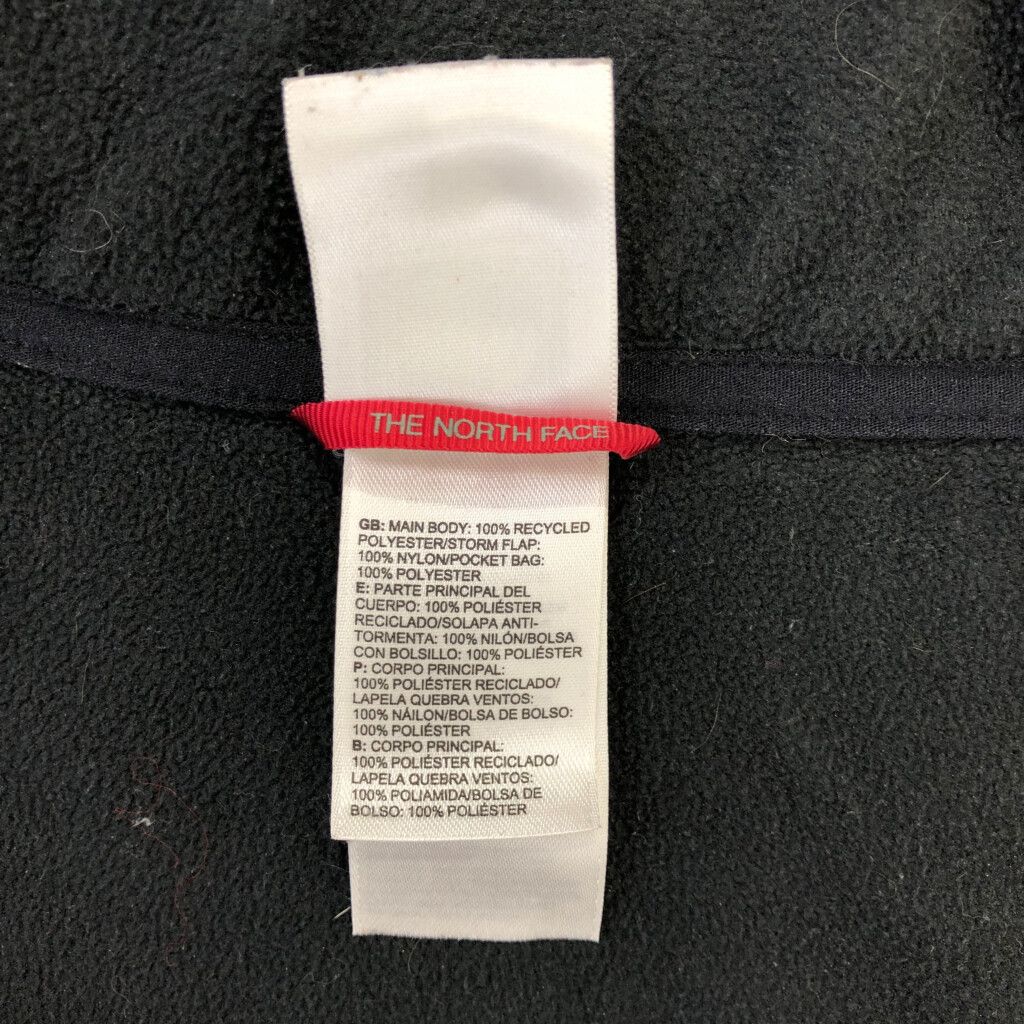 THE NORTH FACE
GB: MAIN BODY: 100% RECYCLED
POLYESTER/STORM FLAP:
100% NYLON/POCKET BAG:
100% POLYESTER
E: PARTE PRINCIPAL DEL
CUERPO: 100% POLIÉSTER
RECICLADO/SOLAPA ANTI-
TORMENTA: 100% NILÓN/BOLSA
CON BOLSILLO: 100% POLIÉSTER
P: CORPO PRINCIPAL:
100% POLIÉSTER RECICLADO/
LAPELA QUEBRA VENTOS:
100% NÁILON/BOLSA DE BOLSO:
100% POLIÉSTER
B: CORPO PRINCIPAL:
100% POLIÉSTER RECICLADO/
LAPELA QUEBRA VENTOS:
100% POLIAMIDA/BOLSA DE
BOLSO: 100% POLIÉSTER